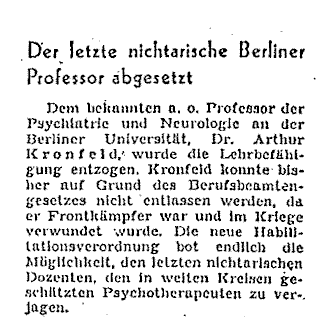 Der letzte nichtarische Berliner
Professor abgesetzt
Dem bekannten a. o. Professor der
Psychiatrie und Neurologie an der
Berliner Universität, Dr. Arthur
Kronfeld, wurde die Lehrbefähi-
gung entzogen. Kronfeld konnte bis-
her auf Grund des Berufsbeamten-
gesetzes nicht entlassen werden, da
er Frontkämpfer war und im Kriege
verwundet wurde. Die neue Habili-
tationsverordnung bot endlich die
Möglichkeit, den letzten nichtarischen
Dozenten, den in weiten Kreisen ge-
schätzten Psychotherapeuten zu ver-
jagen.